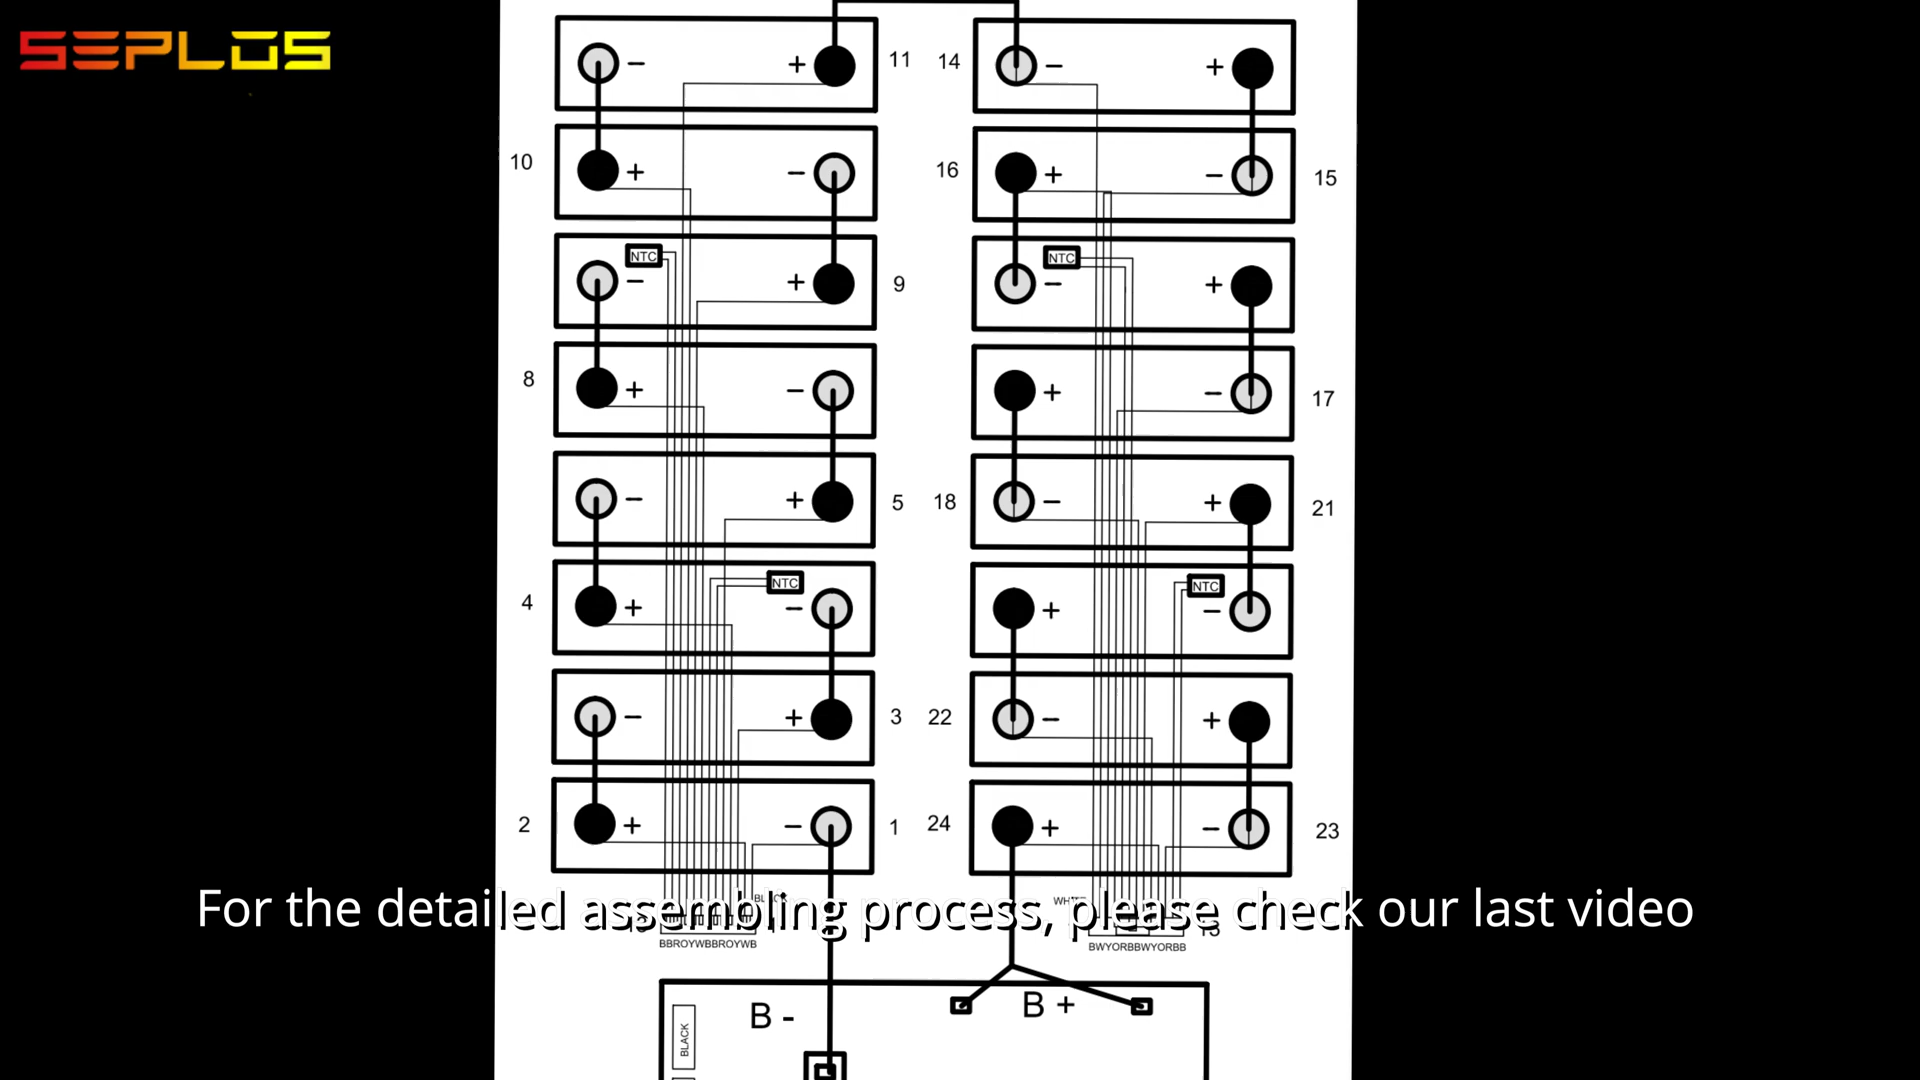 SEPLOS
− + 11 14 − +
10 + − 16 + − 15
NTC − + 9 NTC − +
8 + − + − 17
− + 5 18 − + 21
4 + NTC − + NTC −
− + 3 22 − +
2 + − 1 24 + − 23
For the detailed assembling process, please check our last video
BBROYWBBROYWB BWYORBBWYORBB
B - B +
BLACK